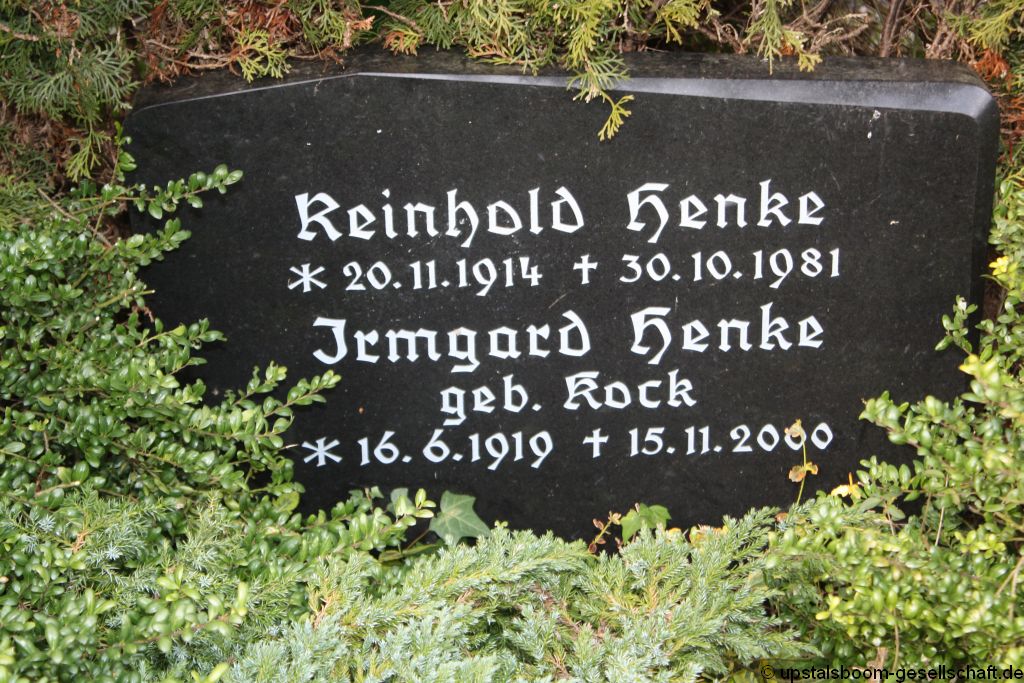 Reinhold Henke
* 20.11.1914 † 30.10.1981
Irmgard Henke
geb. Kock
* 16.6.1919 † 15.11.2000
© upstalsboom-gesellschaft.de